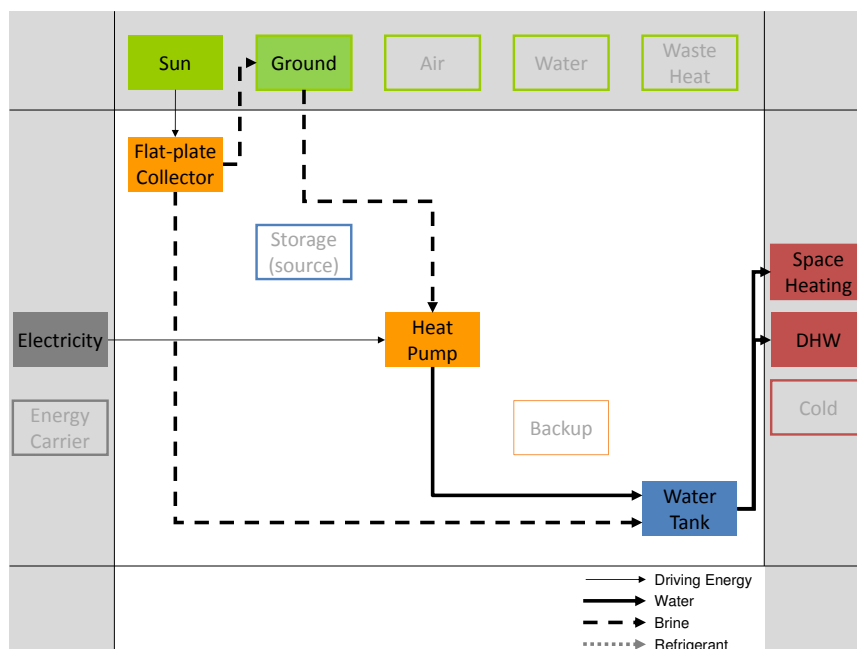 Sun
Ground
Air
Water
Waste
Heat
Flat-plate
Collector
Storage
(source)
Space
Heating
Electricity
Heat
Pump
DHW
Energy
Carrier
Backup
Cold
Water
Tank
Driving Energy
Water
Brine
Refrigerant